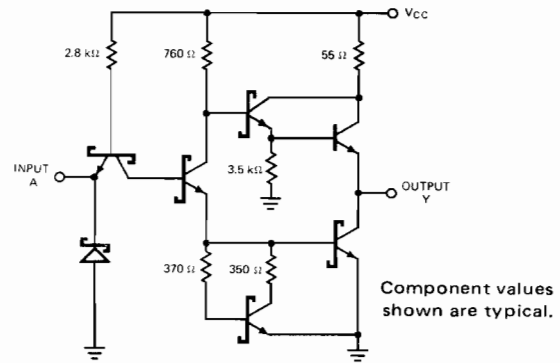 VCC
2.8 kΩ
760 Ω
55 Ω
INPUT
A
3.5 kΩ
OUTPUT
Y
370 Ω
350 Ω
Component values
shown are typical.